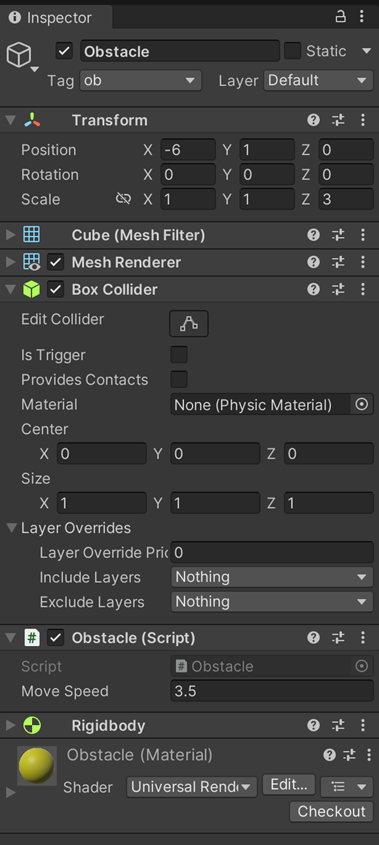 Inspector
Obstacle Static
Tag ob Layer Default
Transform
Position X -6 Y 1 Z 0
Rotation X 0 Y 0 Z 0
Scale X 1 Y 1 Z 3
Cube (Mesh Filter)
Mesh Renderer
Box Collider
Edit Collider
Is Trigger
Provides Contacts
Material None (Physic Material)
Center
X 0 Y 0 Z 0
Size
X 1 Y 1 Z 1
Layer Overrides
Layer Override Pric 0
Include Layers Nothing
Exclude Layers Nothing
# Obstacle (Script)
Script # Obstacle
Move Speed 3.5
Rigidbody
Obstacle (Material)
Shader Universal Rende Edit...
Checkout